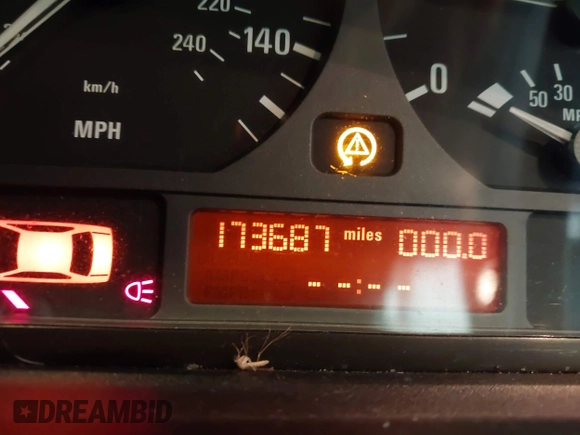 220
240
140
km/h
MPH
0
50
30
173687 miles 000.0
-- -- : -- --
DREAMBID